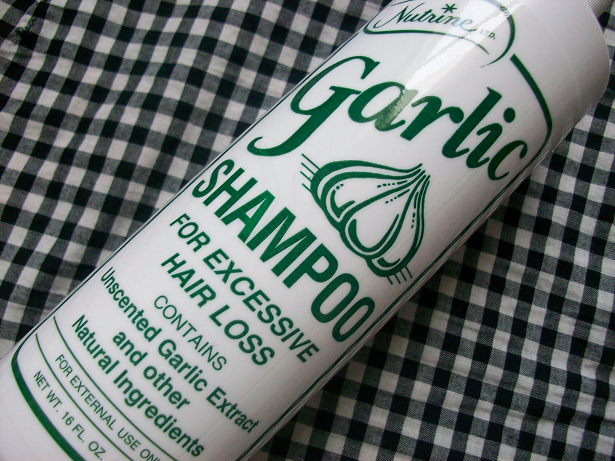 Nutrine LTD.
Garlic
SHAMPOO
FOR EXCESSIVE
HAIR LOSS
CONTAINS
Unscented Garlic Extract
and other
Natural Ingredients
FOR EXTERNAL USE ONLY
NET WT. 16 FL. OZ.